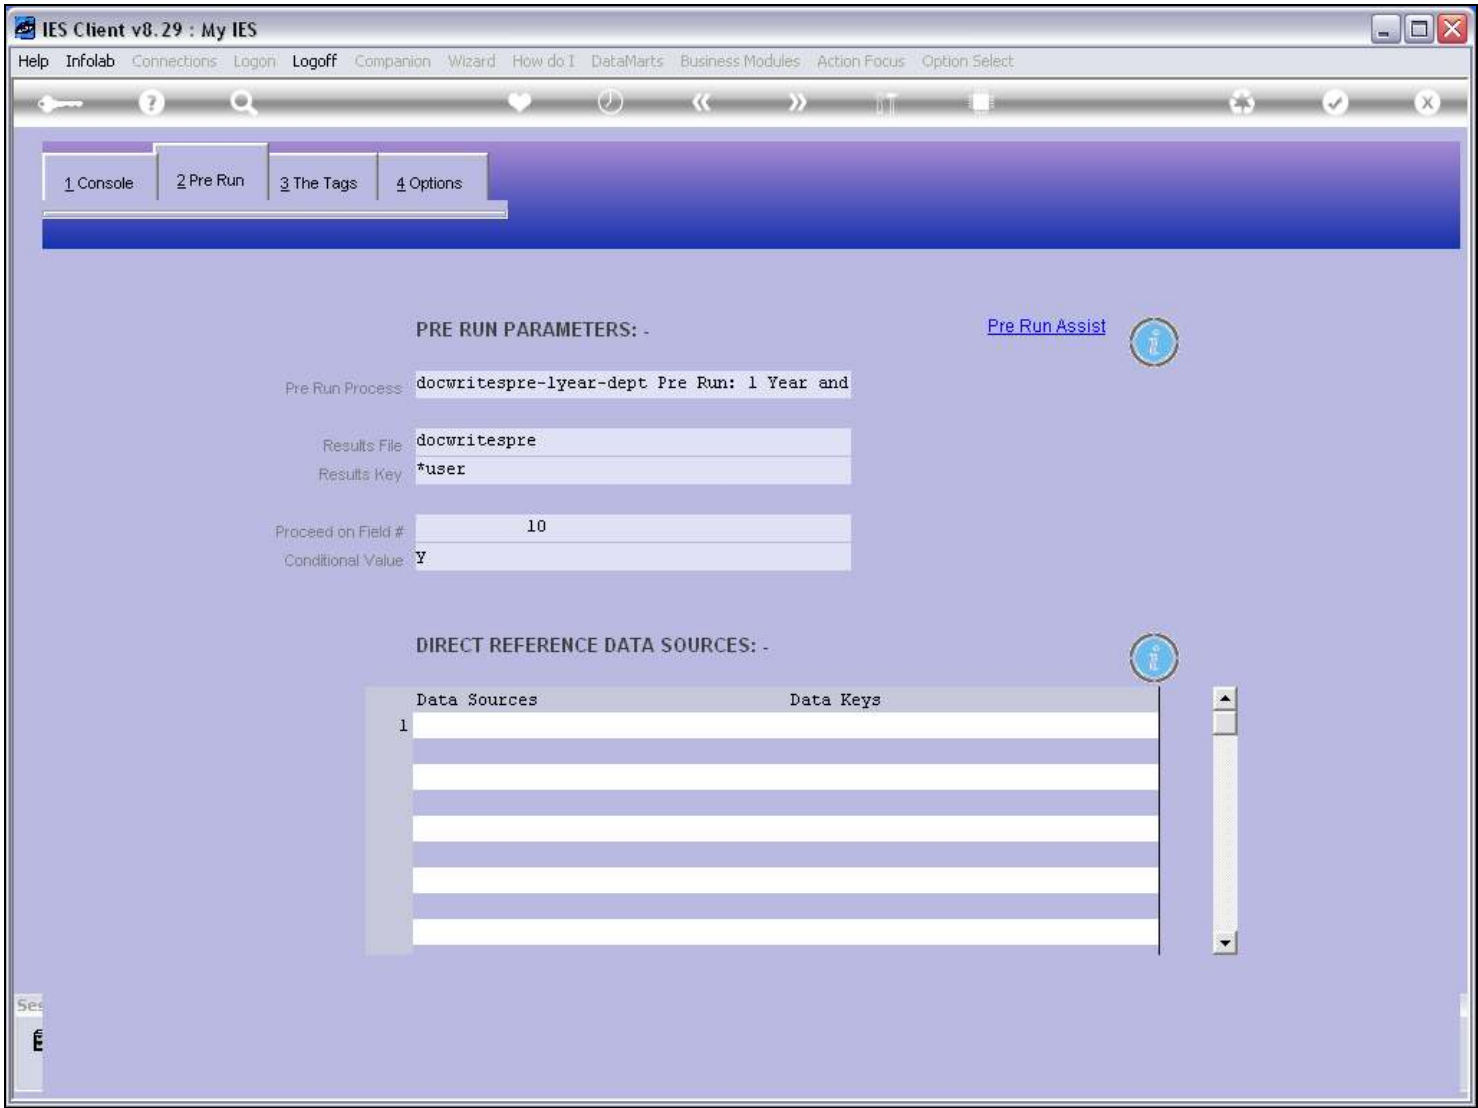 IES Client v8.29 : My IES
Help Infolab Connections Logon Logoff Companion Wizard How do I DataMarts Business Modules Action Focus Option Select
1 Console 2 Pre Run 3 The Tags 4 Options
PRE RUN PARAMETERS: -
Pre Run Assist
Pre Run Process docwritespre-1year-dept Pre Run: 1 Year and
Results File docwritespre
Results Key *user
Proceed on Field # 10
Conditional Value Y
DIRECT REFERENCE DATA SOURCES: -
Data Sources Data Keys
1
Ses